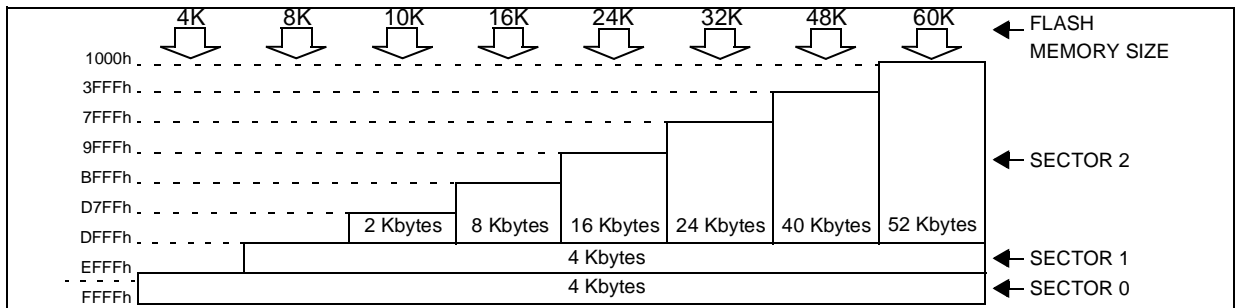 4K 8K 10K 16K 24K 32K 48K 60K FLASH
MEMORY SIZE
1000h
3FFFh
7FFFh
9FFFh
SECTOR 2
BFFFh
D7FFh
2 Kbytes 8 Kbytes 16 Kbytes 24 Kbytes 40 Kbytes 52 Kbytes
DFFFh
4 Kbytes SECTOR 1
EFFFh
4 Kbytes SECTOR 0
FFFFh